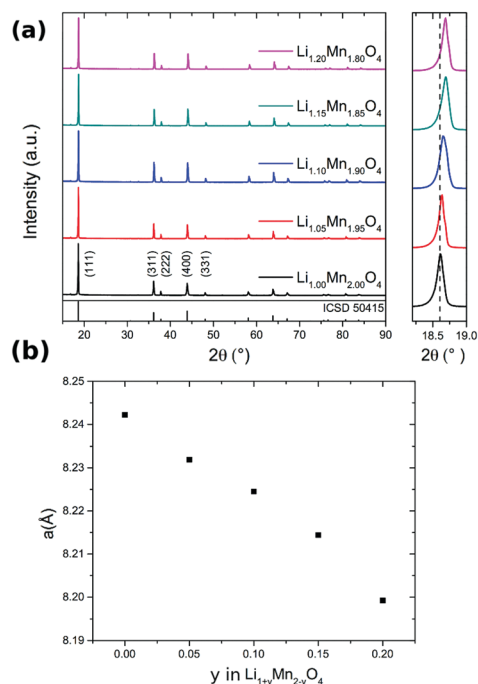 (a)
Intensity (a.u.)
Li1.20Mn1.80O4
Li1.15Mn1.85O4
Li1.10Mn1.90O4
Li1.05Mn1.95O4
Li1.00Mn2.00O4
(111)
(311)
(222)
(400)
(331)
ICSD 50415
20 30 40 50 60 70 80 90
2θ (°)
18.5 19.0
2θ (°)
(b)
8.25
8.24
8.23
8.22
8.21
8.20
8.19
a(Å)
0.00 0.05 0.10 0.15 0.20
y in Li1+yMn2-yO4